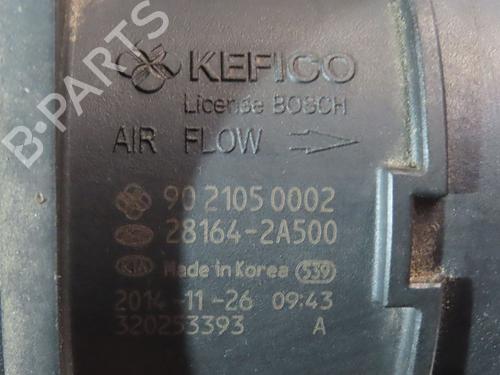 KEFICO
License BOSCH
AIR FLOW
90 2105 0002
28164-2A500
KIA Made in Korea 539
2014-11-26 09:43
320253393 A
B-PARTS